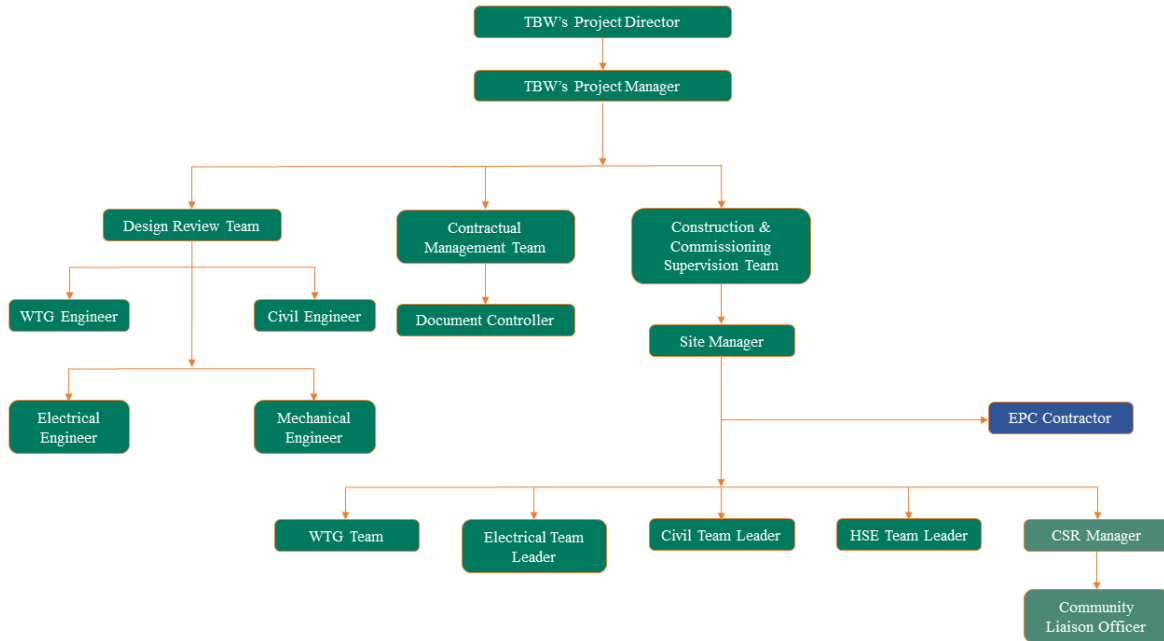 TBW’s Project Director
TBW’s Project Manager
Design Review Team
Contractual
Management Team
Construction &
Commissioning
Supervision Team
WTG Engineer
Civil Engineer
Document Controller
Site Manager
Electrical
Engineer
Mechanical
Engineer
EPC Contractor
WTG Team
Electrical Team
Leader
Civil Team Leader
HSE Team Leader
CSR Manager
Community
Liaison Officer